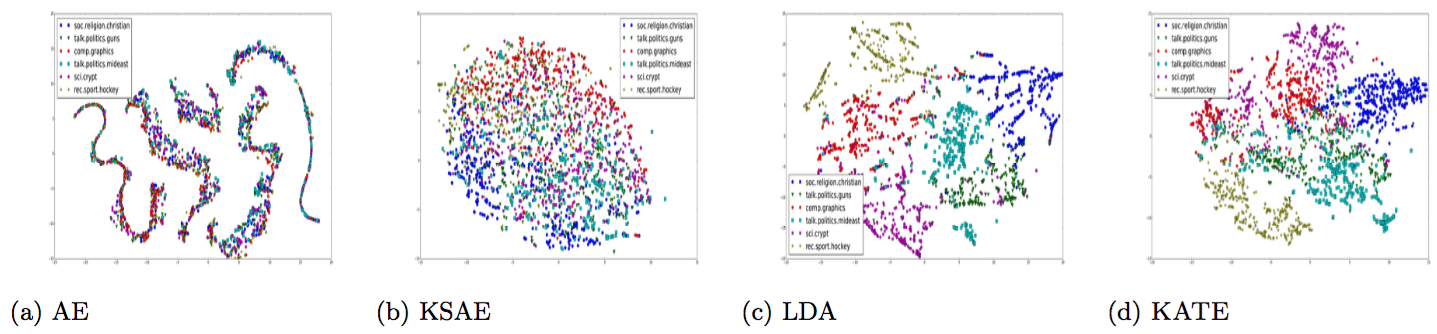 soc.religion.christian
talk.politics.guns
comp.graphics
talk.politics.mideast
sci.crypt
rec.sport.hockey
soc.religion.christian
talk.politics.guns
comp.graphics
talk.politics.mideast
sci.crypt
rec.sport.hockey
soc.religion.christian
talk.politics.guns
comp.graphics
talk.politics.mideast
sci.crypt
rec.sport.hockey
soc.religion.christian
talk.politics.guns
comp.graphics
talk.politics.mideast
sci.crypt
rec.sport.hockey
(a) AE
(b) KSAE
(c) LDA
(d) KATE